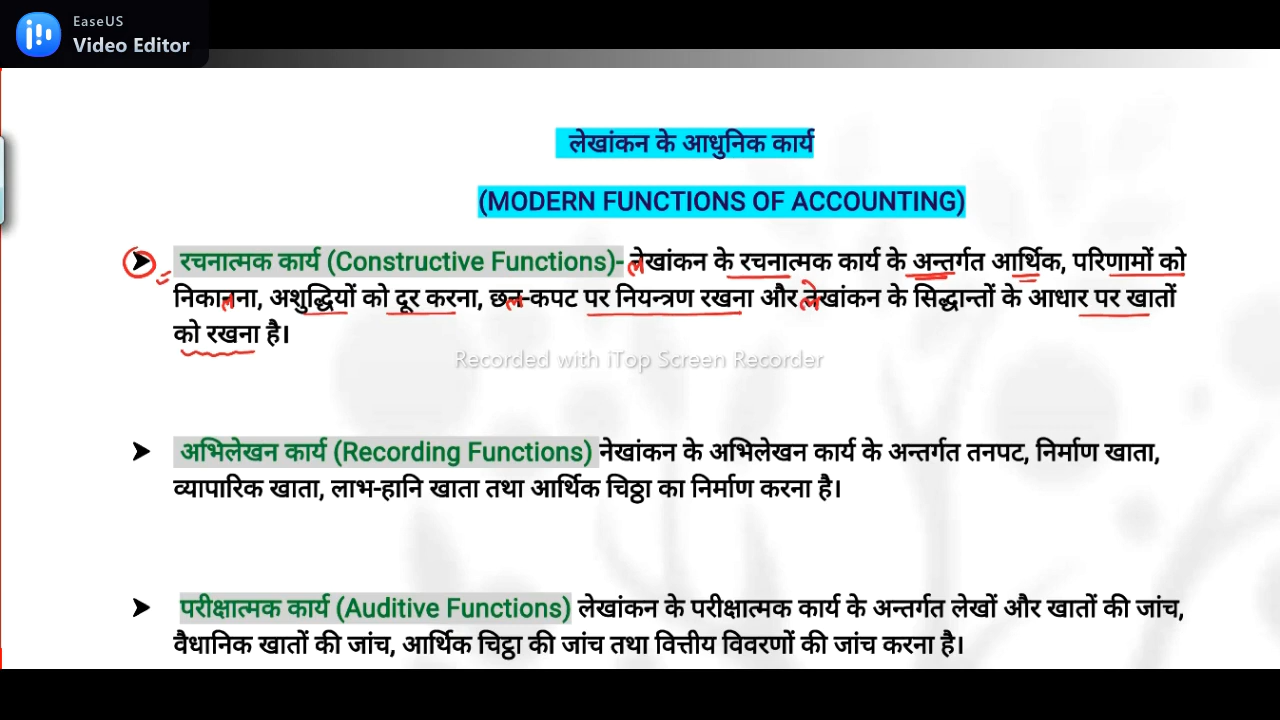 EaseUS
Video Editor
लेखांकन के आधुनिक कार्य
(MODERN FUNCTIONS OF ACCOUNTING)
➤ रचनात्मक कार्य (Constructive Functions)- लेखांकन के रचनात्मक कार्य के अन्तर्गत आर्थिक, परिणामों को
निकालना, अशुद्धियों को दूर करना, छल-कपट पर नियन्त्रण रखना और लेखांकन के सिद्धान्तों के आधार पर खातों
को रखना है।
Recorded with iTop Screen Recorder
➤ अभिलेखन कार्य (Recording Functions) नेखांकन के अभिलेखन कार्य के अन्तर्गत तनपट, निर्माण खाता,
व्यापारिक खाता, लाभ-हानि खाता तथा आर्थिक चिठ्ठा का निर्माण करना है।
➤ परीक्षात्मक कार्य (Auditive Functions) लेखांकन के परीक्षात्मक कार्य के अन्तर्गत लेखों और खातों की जांच,
वैधानिक खातों की जांच, आर्थिक चिट्ठा की जांच तथा वित्तीय विवरणों की जांच करना है।